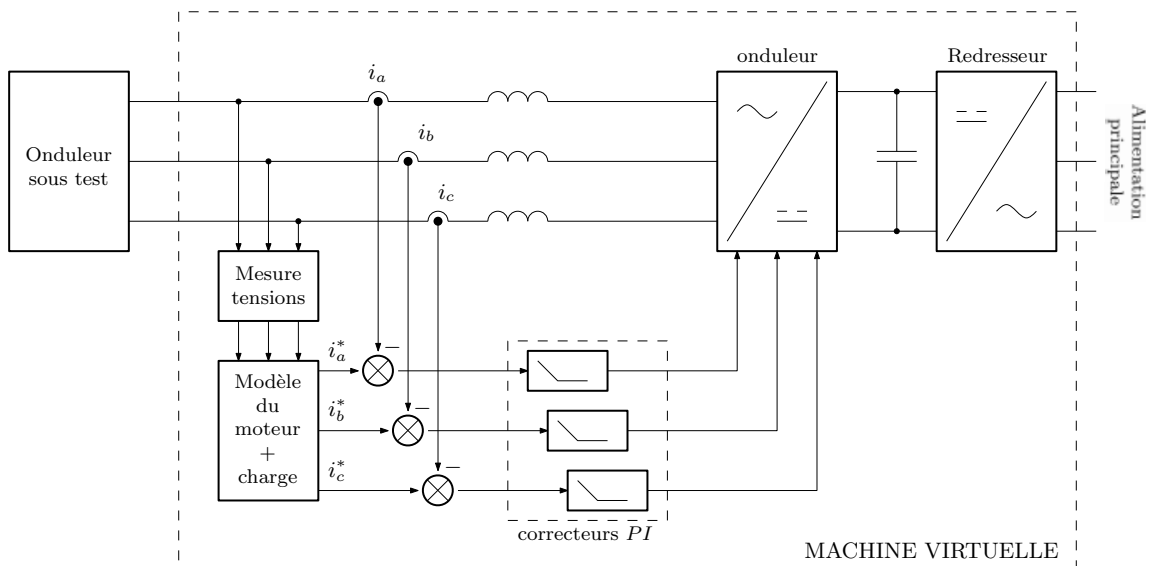 onduleur
Redresseur
Onduleur
sous test
i_a
i_b
i_c
Alimentation
principale
Mesure
tensions
Modèle
du
moteur
+
charge
i_a^*
i_b^*
i_c^*
−
−
−
correcteurs PI
MACHINE VIRTUELLE